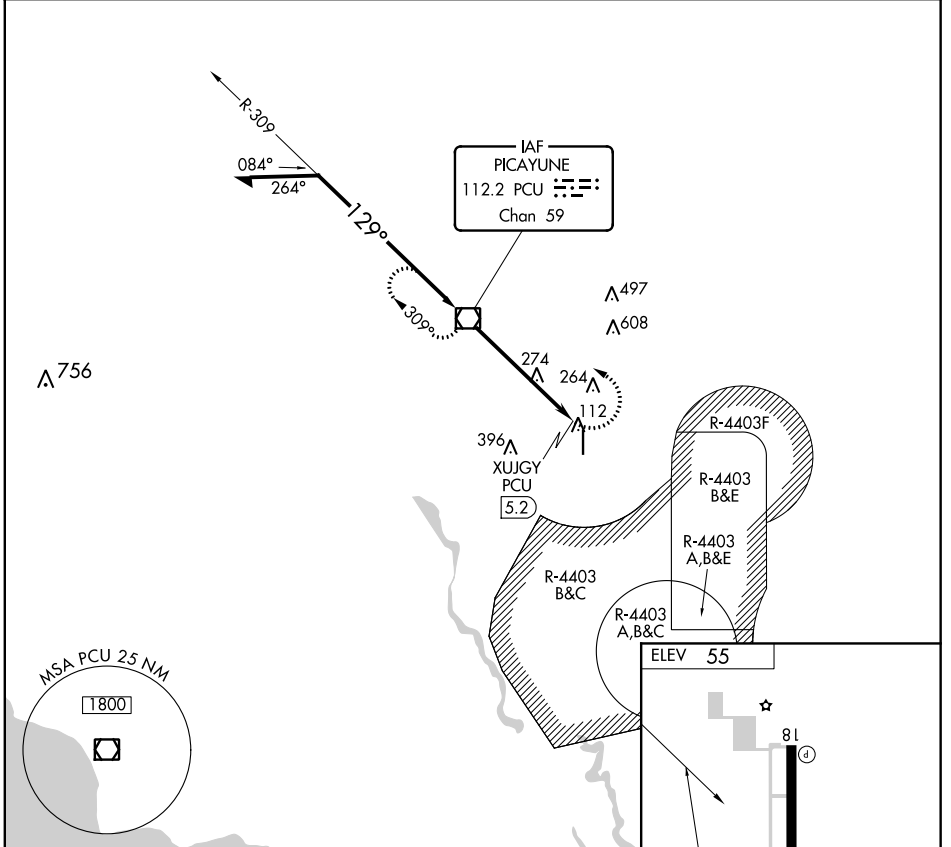 R-309
084°
264°
129°
309°
IAF
PICAYUNE
112.2 PCU
Chan 59
497
608
756
274
264
112
396
XUJGY
PCU
5.2
R-4403F
R-4403
B&E
R-4403
A,B&E
R-4403
B&C
R-4403
A,B&C
MSA PCU 25 NM
1800
ELEV 55
18
P